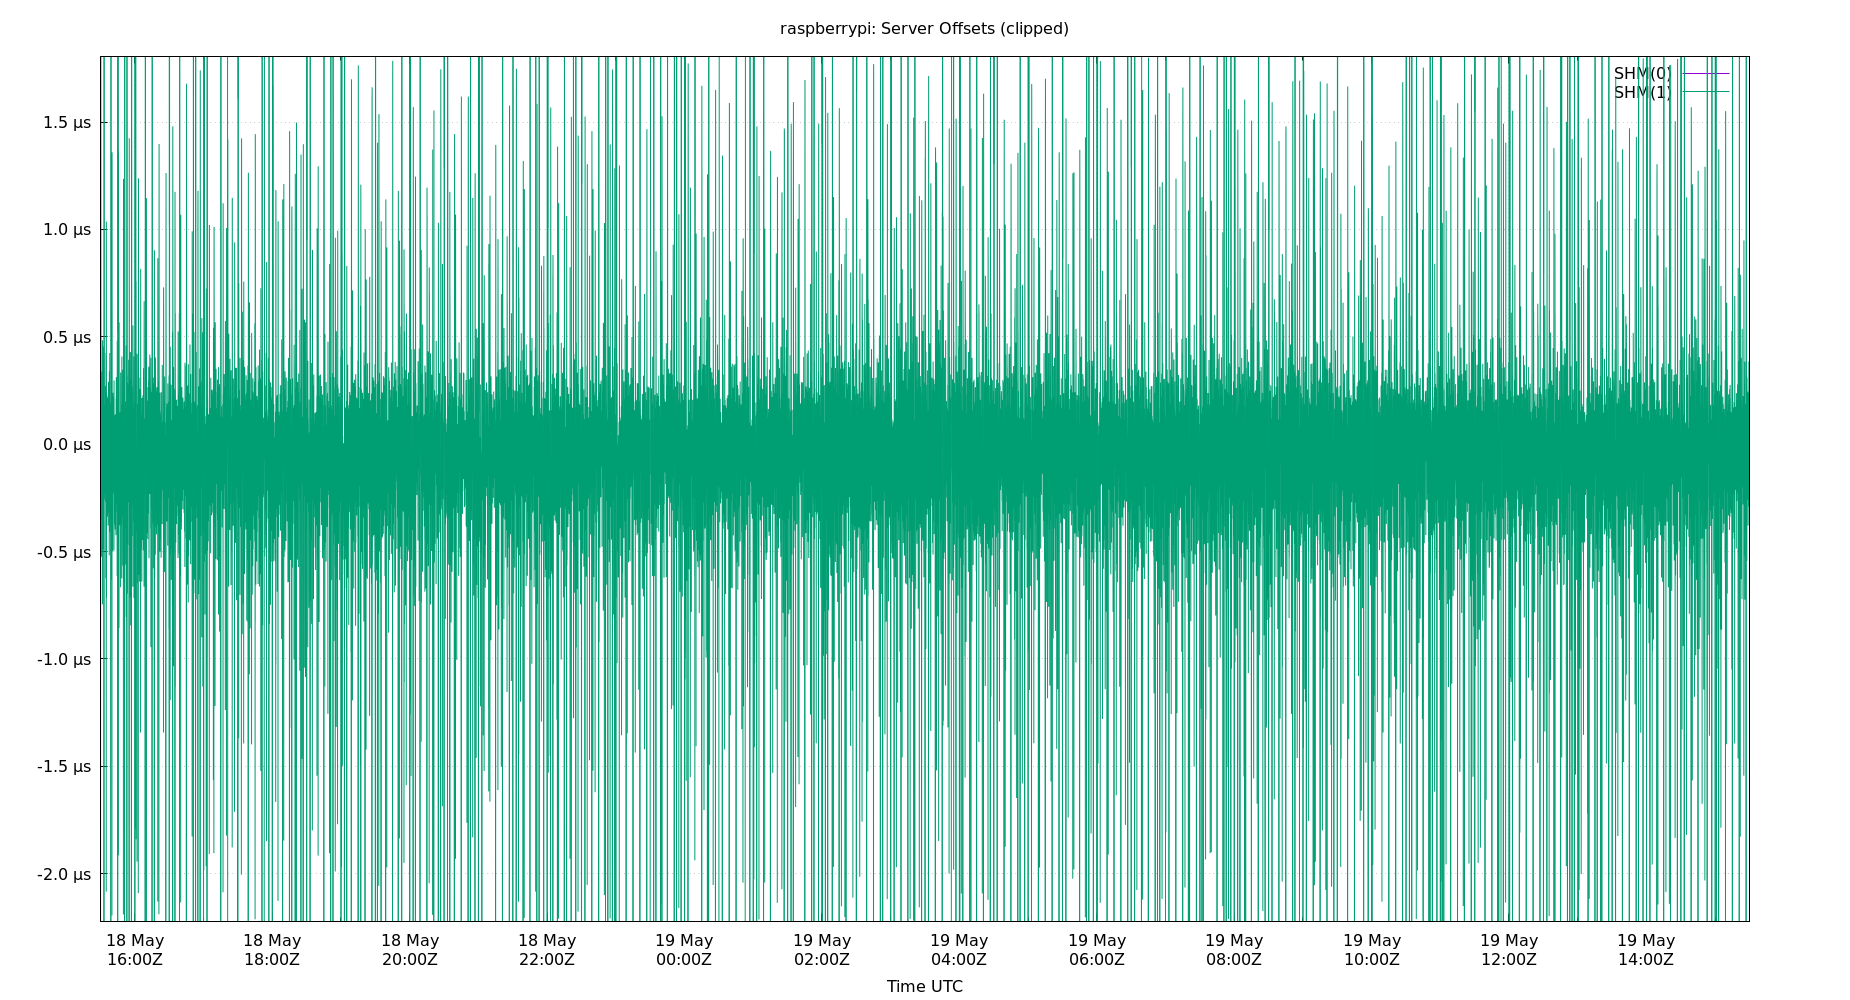 raspberrypi: Server Offsets (clipped)
SHM(0)
SHM(1)
1.5 µs
1.0 µs
0.5 µs
0.0 µs
-0.5 µs
-1.0 µs
-1.5 µs
-2.0 µs
18 May 18 May 18 May 18 May 19 May 19 May 19 May 19 May 19 May 19 May 19 May 19 May
16:00Z 18:00Z 20:00Z 22:00Z 00:00Z 02:00Z 04:00Z 06:00Z 08:00Z 10:00Z 12:00Z 14:00Z
Time UTC